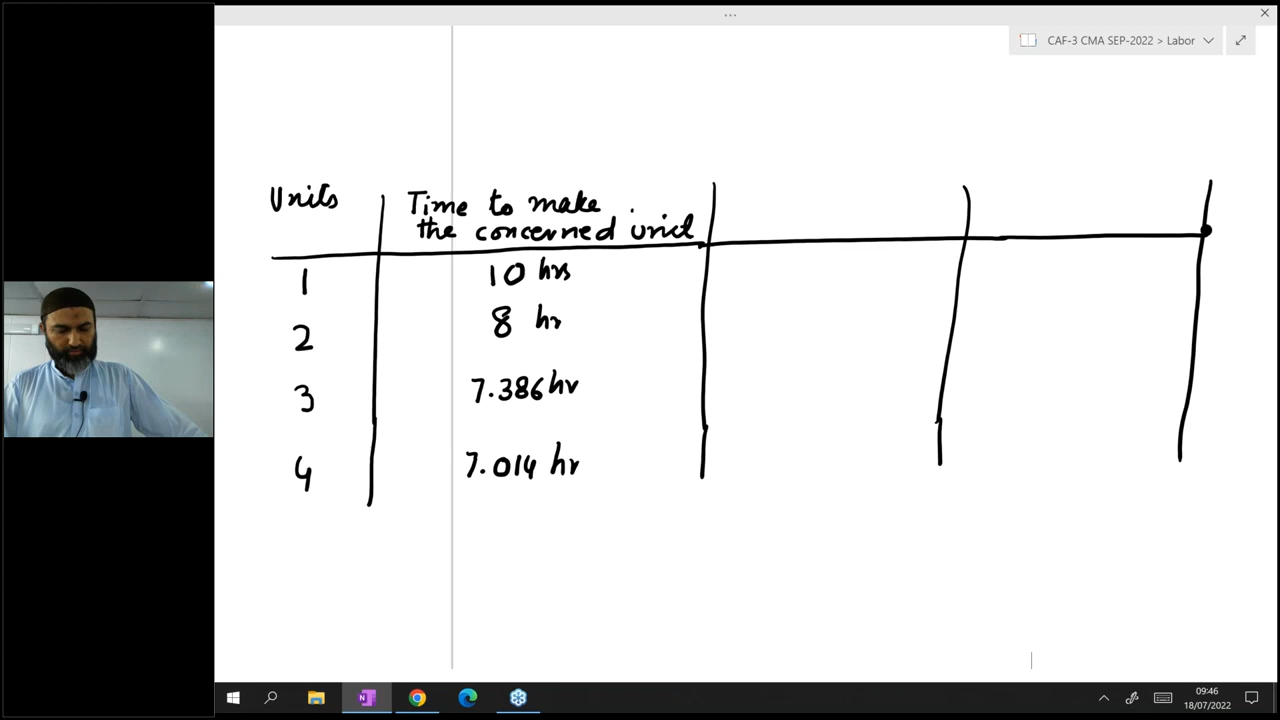 CAF-3 CMA SEP-2022 > Labor
Units
Time to make
the concerned unit
1
10 hrs
2
8 hr
3
7.386 hr
4
7.014 hr
09:46
18/07/2022